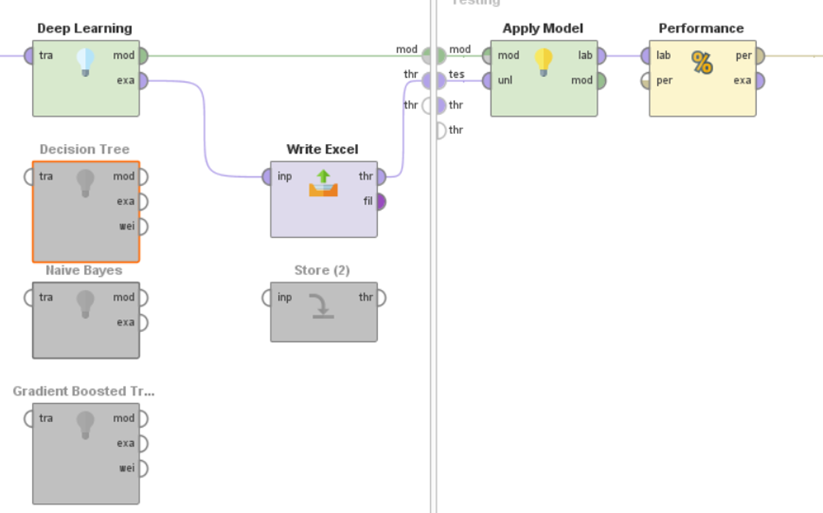 Testing
Deep Learning
tra mod
exa
Decision Tree
tra mod
exa
wei
Naive Bayes
tra mod
exa
Gradient Boosted Tr...
tra mod
exa
wei
Write Excel
inp thr
fil
Store (2)
inp thr
mod mod
thr tes
thr thr
thr
Apply Model
mod lab
unl mod
Performance
lab per
per exa
%